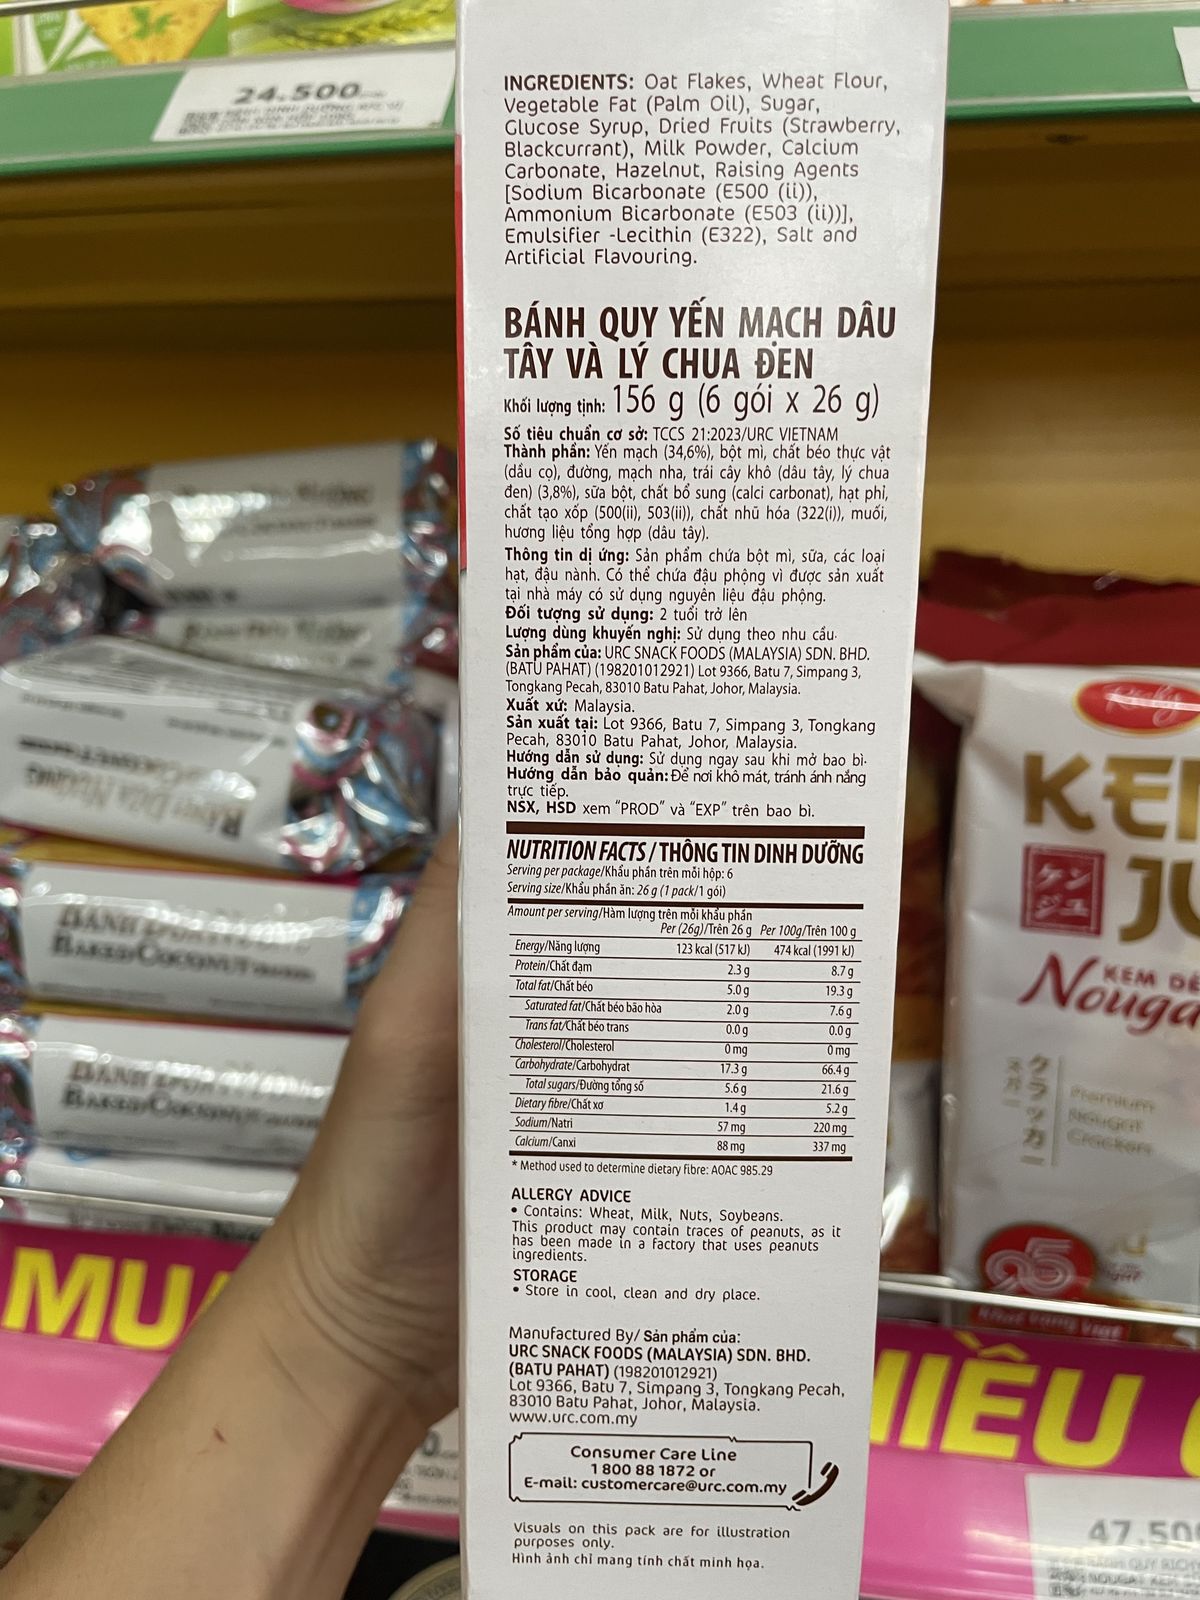 24.500
INGREDIENTS: Oat Flakes, Wheat Flour,
Vegetable Fat (Palm Oil), Sugar,
Glucose Syrup, Dried Fruits (Strawberry,
Blackcurrant), Milk Powder, Calcium
Carbonate, Hazelnut, Raising Agents
[Sodium Bicarbonate (E500 (ii)),
Ammonium Bicarbonate (E503 (ii))],
Emulsifier -Lecithin (E322), Salt and
Artificial Flavouring.
BÁNH QUY YẾN MẠCH DÂU
TÂY VÀ LÝ CHUA ĐEN
Khối lượng tịnh: 156 g (6 gói x 26 g)
Số tiêu chuẩn cơ sở: TCCS 21:2023/URC VIETNAM
Thành phần: Yến mạch (34,6%), bột mì, chất béo thực vật
(dầu cọ), đường, mạch nha, trái cây khô (dâu tây, lý chua
đen) (3,8%), sữa bột, chất bổ sung (calci carbonat), hạt phỉ,
chất tạo xốp (500(ii), 503(ii)), chất nhũ hóa (322(i)), muối,
hương liệu tổng hợp (dâu tây).
Thông tin dị ứng: Sản phẩm chứa bột mì, sữa, các loại
hạt, đậu nành. Có thể chứa đậu phộng vì được sản xuất
tại nhà máy có sử dụng nguyên liệu đậu phộng.
Đối tượng sử dụng: 2 tuổi trở lên
Lượng dùng khuyến nghị: Sử dụng theo nhu cầu.
Sản phẩm của: URC SNACK FOODS (MALAYSIA) SDN. BHD.
(BATU PAHAT) (198201012921) Lot 9366, Batu 7, Simpang 3,
Tongkang Pecah, 83010 Batu Pahat, Johor, Malaysia.
Xuất xứ: Malaysia.
Sản xuất tại: Lot 9366, Batu 7, Simpang 3, Tongkang
Pecah, 83010 Batu Pahat, Johor, Malaysia.
Hướng dẫn sử dụng: Sử dụng ngay sau khi mở bao bì.
Hướng dẫn bảo quản: Để nơi khô mát, tránh ánh nắng
trực tiếp.
NSX, HSD xem "PROD" và "EXP" trên bao bì.
NUTRITION FACTS / THÔNG TIN DINH DƯỠNG
Serving per package/Khẩu phần trên mỗi hộp: 6
Serving size/Khẩu phần ăn: 26 g (1 pack/1 gói)
Amount per serving/Hàm lượng trên mỗi khẩu phần
Per (26g)/Trên 26 g Per 100g/Trên 100 g
Energy/Năng lượng 123 kcal (517 kJ) 474 kcal (1991 kJ)
Protein/Chất đạm 2.3 g 8.7 g
Total fat/Chất béo 5.0 g 19.3 g
Saturated fat/Chất béo bão hòa 2.0 g 7.6 g
Trans fat/Chất béo trans 0.0 g 0.0 g
Cholesterol/Cholesterol 0 mg 0 mg
Carbohydrate/Carbohydrat 17.3 g 66.4 g
Total sugars/Đường tổng số 5.6 g 21.6 g
Dietary fibre/Chất xơ 1.4 g 5.2 g
Sodium/Natri 57 mg 220 mg
Calcium/Canxi 88 mg 337 mg
* Method used to determine dietary fibre: AOAC 985.29
ALLERGY ADVICE
• Contains: Wheat, Milk, Nuts, Soybeans.
This product may contain traces of peanuts, as it
has been made in a factory that uses peanuts
ingredients.
STORAGE
• Store in cool, clean and dry place.
Manufactured By/ Sản phẩm của:
URC SNACK FOODS (MALAYSIA) SDN. BHD.
(BATU PAHAT) (198201012921)
Lot 9366, Batu 7, Simpang 3, Tongkang Pecah,
83010 Batu Pahat, Johor, Malaysia.
www.urc.com.my
Consumer Care Line
1 800 88 1872 or
E-mail: customercare@urc.com.my
Visuals on this pack are for illustration
purposes only.
Hình ảnh chỉ mang tính chất minh họa.
BÁNH DỪA NƯỚNG
BAKED COCONUT
Richy
KE
JU
ケンジュ
KEM DẺ
Nouga
Premium
Nougat
Crackers
MU
IỀU
47.50